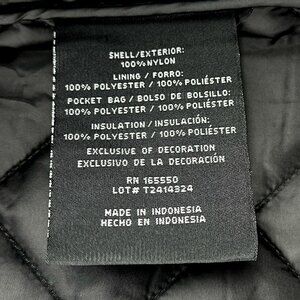 SHELL/EXTERIOR:
100% NYLON
LINING / FORRO:
100% POLYESTER / 100% POLIÉSTER
POCKET BAG / BOLSO DE BOLSILLO:
100% POLYESTER / 100% POLIÉSTER
INSULATION / INSULACIÓN:
100% POLYESTER / 100% POLIÉSTER
EXCLUSIVE OF DECORATION
EXCLUSIVO DE LA DECORACIÓN
RN 165550
LOT# T2414324
MADE IN INDONESIA
HECHO EN INDONESIA